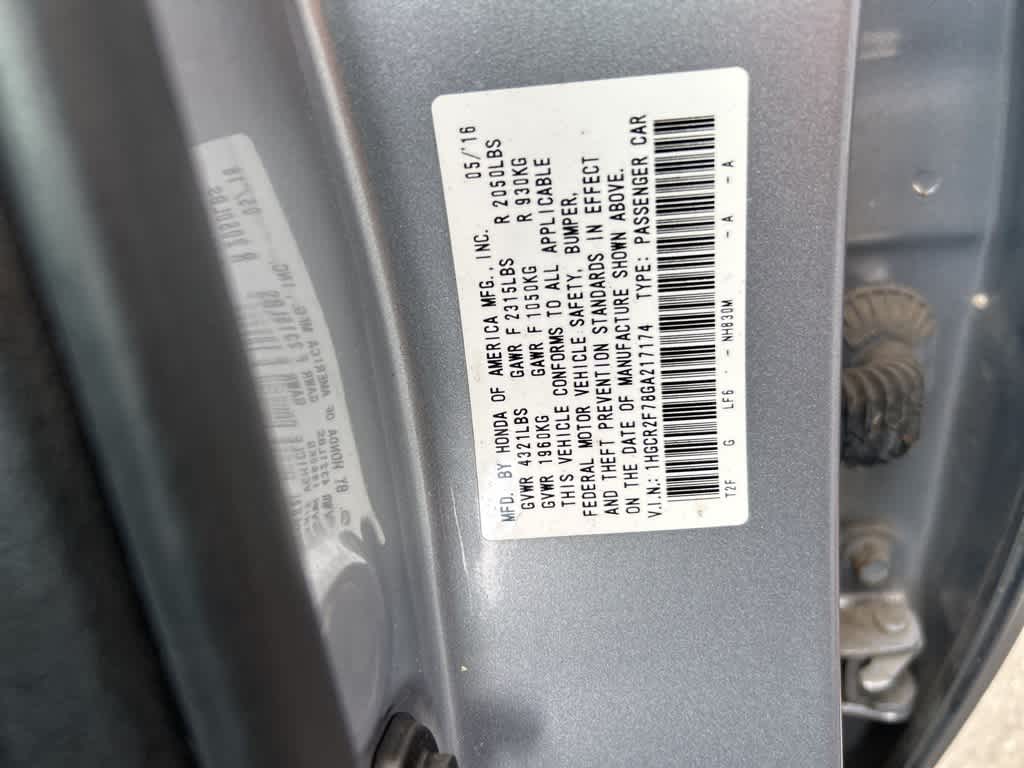 MFD. BY HONDA OF AMERICA MFG., INC. 05/'16
GVWR 4321LBS GAWR F 2315LBS R 2050LBS
GVWR 1960KG GAWR F 1050KG R 930KG
THIS VEHICLE CONFORMS TO ALL APPLICABLE
FEDERAL MOTOR VEHICLE SAFETY, BUMPER,
AND THEFT PREVENTION STANDARDS IN EFFECT
ON THE DATE OF MANUFACTURE SHOWN ABOVE.
V.I.N.: 1HGCR2F78GA217174 TYPE: PASSENGER CAR
T2F G LF6 - NH830M -A -A